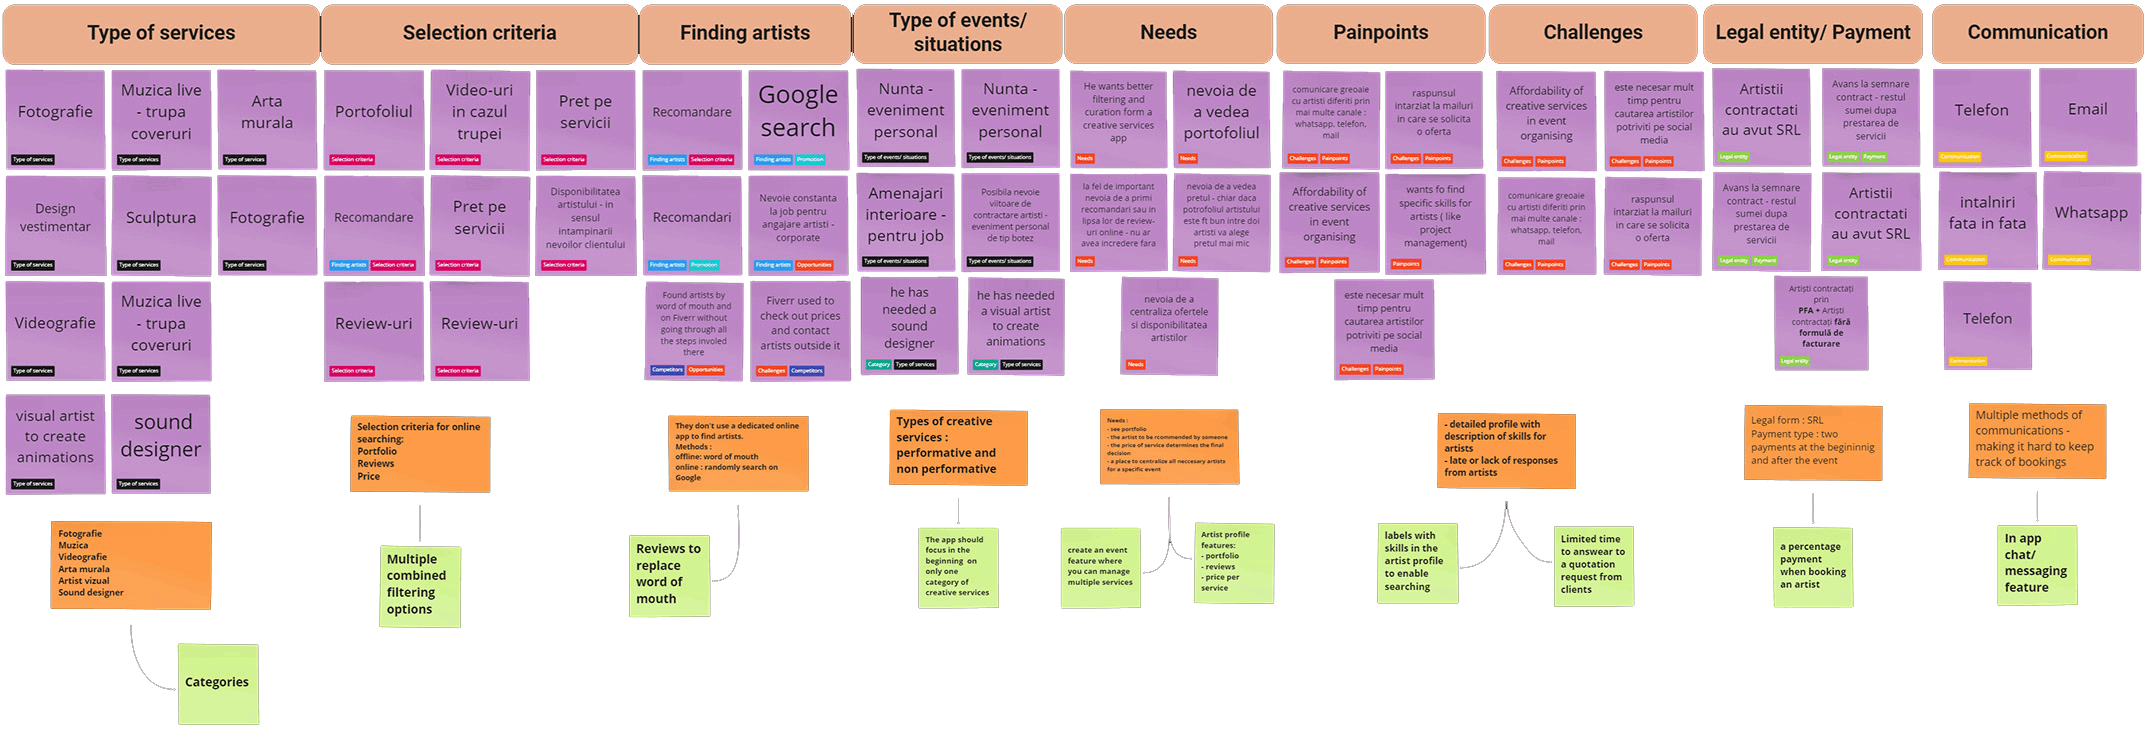 Type of services
Fotografie
Type of services
Muzica live
- trupa
coveruri
Type of services
Arta
murala
Type of services
Design
vestimentar
Type of services
Sculptura
Type of services
Fotografie
Type of services
Videografie
Type of services
Muzica live
- trupa
coveruri
Type of services
visual artist
to create
animations
Type of services
sound
designer
Type of services
Fotografie
Muzica
Videografie
Arta murala
Artist vizual
Sound designer
Categories
Selection criteria
Portofoliul
Selection criteria
Video-uri
in cazul
trupei
Selection criteria
Pret pe
servicii
Selection criteria
Recomandare
Finding artists Selection criteria
Pret pe
servicii
Selection criteria
Disponibilitatea
artistului - in
sensul
intampinarii
nevoilor clientului
Selection criteria
Review-uri
Selection criteria
Review-uri
Selection criteria
Selection criteria for online
searching:
Portofolio
Reviews
Price
Multiple
combined
filtering
options
Finding artists
Recomandare
Finding artists Selection criteria
Google
search
Finding artists Promotion
Recomandari
Finding artists Promotion
Nevoie constanta
la job pentru
angajare artisti -
corporate
Finding artists Opportunities
Found artists by
word of mouth and
on Fiverr without
going through all
the steps involed
there
Competitors Opportunities
Fiverr used to
check out prices
and contact
artists outside it
Challenges Competitors
They don't use a dedicated online
app to find artists.
Methods :
offline: word of mouth
online : randomly search on
Google
Reviews to
replace
word of
mouth
Type of events/
situations
Nunta -
eveniment
personal
Type of events/ situations
Nunta -
eveniment
personal
Type of events/ situations
Amenajari
interioare -
pentru job
Type of events/ situations
Posibila nevoie
viitoare de
contractare artisti -
eveniment personal
de tip botez
Type of events/ situations
he has
needed a
sound
designer
Category Type of services
he has needed
a visual artist
to create
animations
Category Type of services
Types of creative
services :
performative and
non performative
The app should
focus in the
beginning on
only one
category of
creative services
Needs
He wants better
filtering and
curation form a
creative services
app
Needs
nevoia de
a vedea
portofoliul
Needs
la fel de important
nevoia de a primi
recomandari sau in
lipsa lor de review-
uri online - nu ar
avea incredere fara
Needs
nevoia de a vedea
pretul - chiar daca
potrofoliul artistului
este ft bun intre doi
artisti va alege
pretul mai mic
Needs
nevoia de a
centraliza ofertele
si disponibilitatea
artistilor
Needs
Needs :
- see portfolio
- the artist to be rcommended by someone
- the price of service determines the final
decision
- a place to centralize all neccesary artists
for a specific event
create an event
feature where
you can manage
multiple services
Artist profile
features:
- portfolio
- reviews
- price per
service
Painpoints
comunicare greoaie
cu artisti diferiti prin
mai multe canale :
whatsapp, telefon,
mail
Challenges Painpoints
raspunsul
intarziat la mailuri
in care se solicita
o oferta
Challenges Painpoints
Affordability of
creative services
in event
organising
Challenges Painpoints
wants fo find
specific skills for
artists ( like
project
management)
Painpoints
este necesar mult
timp pentru
cautarea artistilor
potriviti pe social
media
Challenges Painpoints
- detailed profile with
description of skills for
artists
- late or lack of responses
from artists
labels with
skills in the
artist profile
to enable
searching
Limited time
to answear to
a quotation
request from
clients
Challenges
Affordability of
creative services
in event
organising
Challenges Painpoints
este necesar mult
timp pentru
cautarea artistilor
potriviti pe social
media
Challenges Painpoints
comunicare greoaie
cu artisti diferiti prin
mai multe canale :
whatsapp, telefon,
mail
Challenges Painpoints
raspunsul
intarziat la mailuri
in care se solicita
o oferta
Challenges Painpoints
Legal entity/ Payment
Artistii
contractati
au avut SRL
Legal entity
Avans la semnare
contract - restul
sumei dupa
prestarea de
servicii
Legal entity Payment
Avans la semnare
contract - restul
sumei dupa
prestarea de
servicii
Legal entity Payment
Artistii
contractati
au avut SRL
Legal entity
Artiști contractați
prin
PFA + Artiști
contractați fără
formulă de
facturare
Legal entity
Legal form : SRL
Payment type : two
payments at the begininnig
and after the event
a percentage
payment
when booking
an artist
Communication
Telefon
Communication
Email
Communication
intalniri
fata in fata
Communication
Whatsapp
Communication
Telefon
Communication
Multiple methods of
communications -
making it hard to keep
track of bookings
In app
chat/
messaging
feature